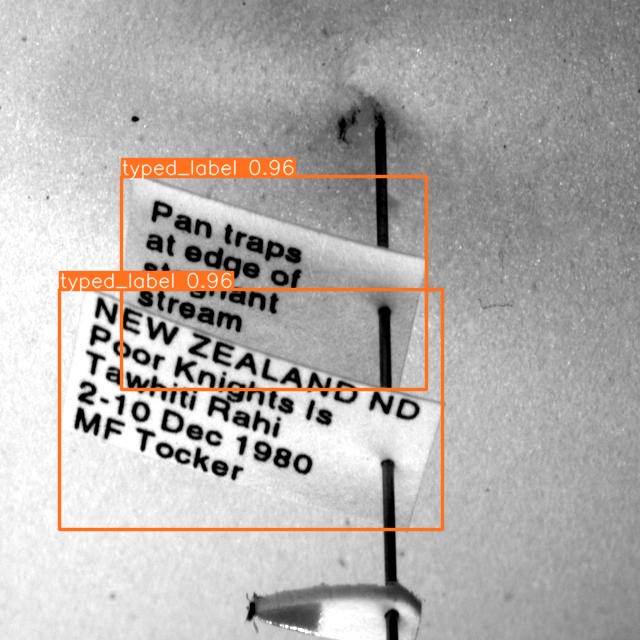 typed_label 0.96
Pan traps
at edge of
stagnant
stream
typed_label 0.96
NEW ZEALAND ND
Poor Knights Is
Tawhiti Rahi
2-10 Dec 1980
MF Tocker